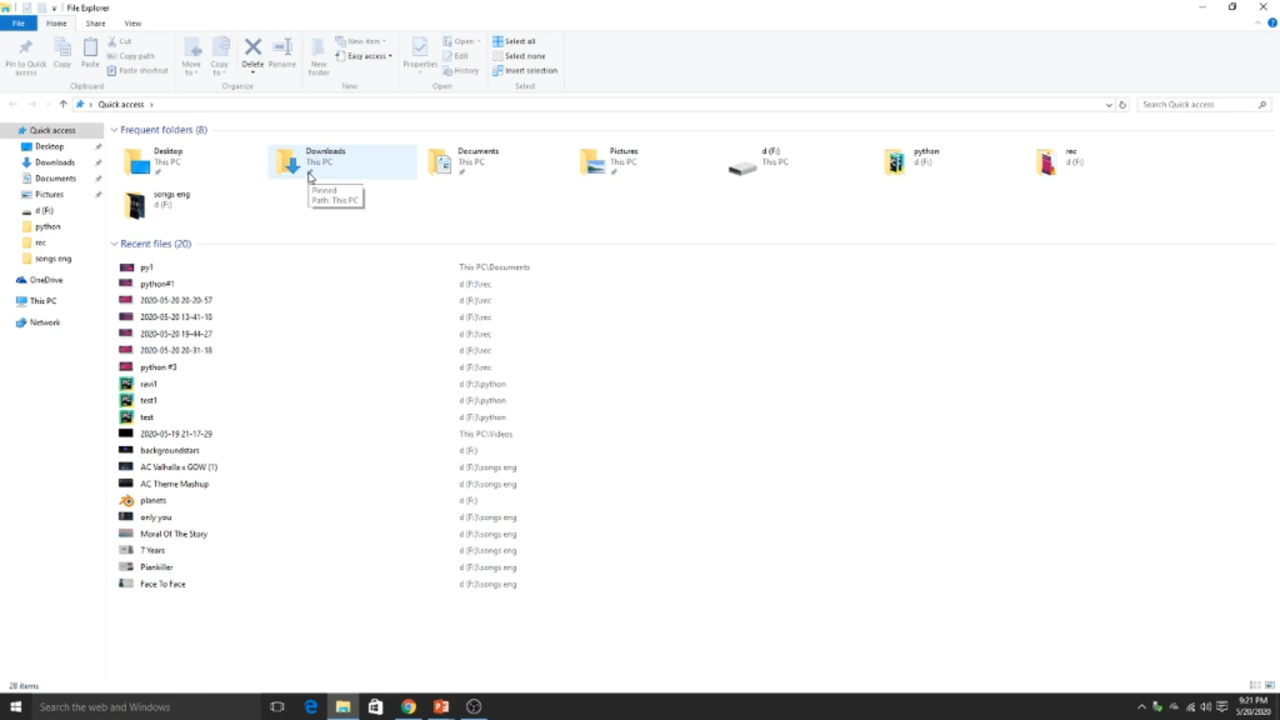 File Explorer
File Home Share View
Pin to Quick access
Copy
Paste
Cut
Copy path
Paste shortcut
Clipboard
Move to
Copy to
Delete
Rename
Organize
New folder
New item
Easy access
New
Properties
Open
Edit
History
Open
Select all
Select none
Invert selection
Select
Quick access
Search Quick access
Quick access
Desktop
Downloads
Documents
Pictures
d (F:)
python
rec
songs eng
OneDrive
This PC
Network
Frequent folders (8)
Desktop
This PC
Downloads
This PC
Documents
This PC
Pictures
This PC
d (F:)
This PC
python
d (F:)
rec
d (F:)
songs eng
d (F:)
Pinned
Path: This PC
Recent files (20)
py1 This PC\Documents
python#1 d (F:)\rec
2020-05-20 20-20-57 d (F:)\rec
2020-05-20 13-41-18 d (F:)\rec
2020-05-20 19-44-27 d (F:)\rec
2020-05-20 20-31-18 d (F:)\rec
python #3 d (F:)\rec
ravi1 d (F:)\python
test1 d (F:)\python
test d (F:)\python
2020-05-19 21-17-29 This PC\Videos
backgroundstars d (F:)
AC Valhalla x GOW (1) d (F:)\songs eng
AC Theme Mashup d (F:)\songs eng
planets d (F:)
only you d (F:)\songs eng
Moral Of The Story d (F:)\songs eng
7 Years d (F:)\songs eng
Piankiller d (F:)\songs eng
Face To Face d (F:)\songs eng
28 items
Search the web and Windows
9:21 PM
5/20/2020